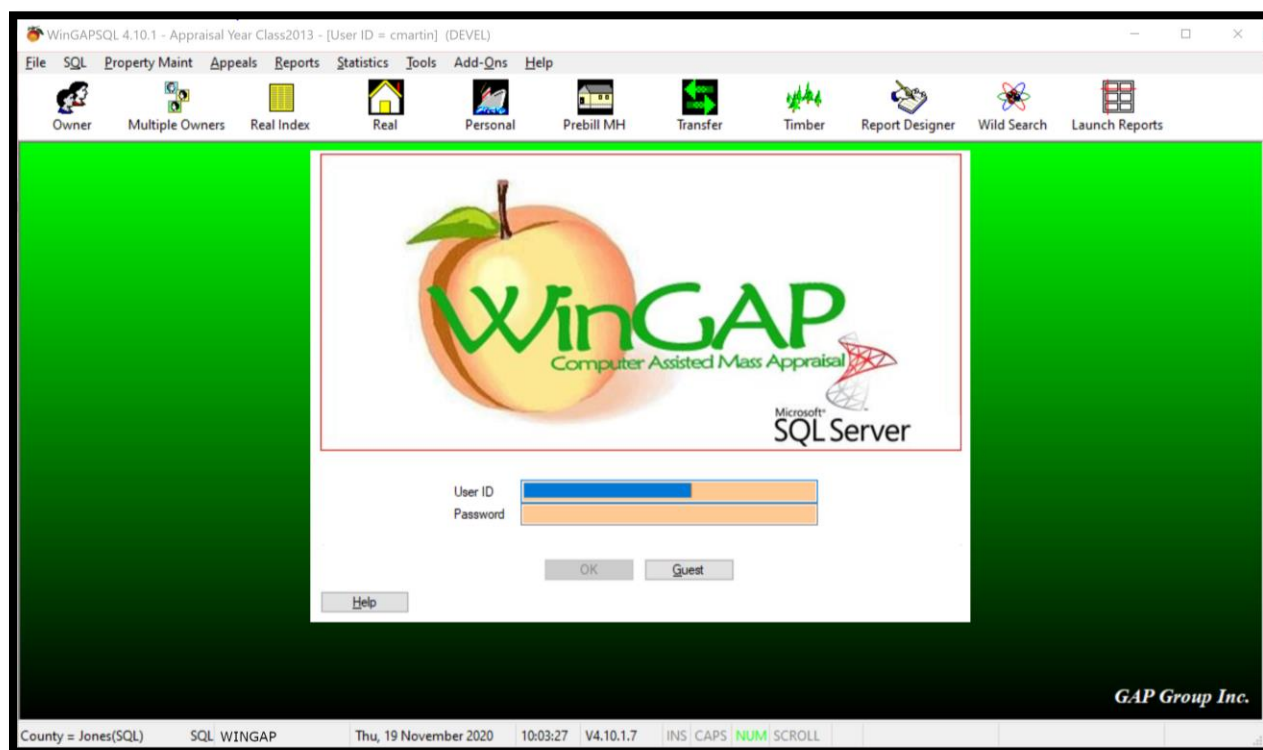 WinGAPSQL 4.10.1 - Appraisal Year Class2013 - [User ID = cmartin] (DEVEL)
File SQL Property Maint Appeals Reports Statistics Tools Add-Ons Help
Owner Multiple Owners Real Index Real Personal Prebill MH Transfer Timber Report Designer Wild Search Launch Reports
WinGAP
Computer Assisted Mass Appraisal
Microsoft®
SQL Server
User ID
Password
OK Guest
Help
GAP Group Inc.
County = Jones(SQL) SQL WINGAP Thu, 19 November 2020 10:03:27 V4.10.1.7 INS CAPS NUM SCROLL